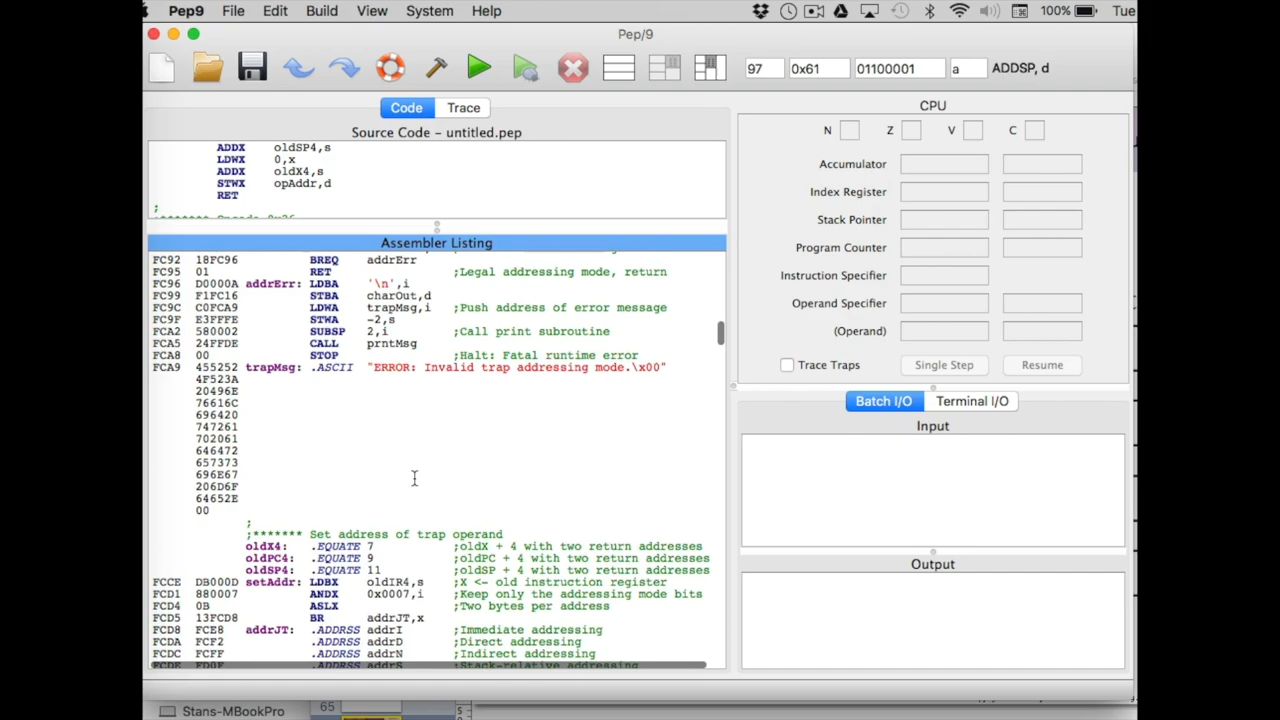 Pep9 File Edit Build View System Help 100% Tue
Pep/9
97 0x61 01100001 a ADDSP, d
Code Trace
Source Code - untitled.pep
ADDX oldSP4,s
LDWX 0,x
ADDX oldX4,s
STWX opAddr,d
RET
;
Assembler Listing
FC92 18FC96 BREQ addrErr
FC95 01 RET ;Legal addressing mode, return
FC96 D0000A addrErr: LDBA '\n',i
FC99 F1FC16 STBA charOut,d
FC9C C0FCA9 LDWA trapMsg,i ;Push address of error message
FC9F E3FFFE STWA -2,s
FCA2 580002 SUBSP 2,i ;Call print subroutine
FCA5 24FFDE CALL prntMsg
FCA8 00 STOP ;Halt: Fatal runtime error
FCA9 455252 trapMsg: .ASCII "ERROR: Invalid trap addressing mode.\x00"
4F523A
20496E
76616C
696420
747261
702061
646472
657373
696E67
206D6F
64652E
00
;
;******* Set address of trap operand
oldX4: .EQUATE 7 ;oldX + 4 with two return addresses
oldPC4: .EQUATE 9 ;oldPC + 4 with two return addresses
oldSP4: .EQUATE 11 ;oldSP + 4 with two return addresses
FCCE DB000D setAddr: LDBX oldIR4,s ;X <- old instruction register
FCD1 880007 ANDX 0x0007,i ;Keep only the addressing mode bits
FCD4 0B ASLX ;Two bytes per address
FCD5 13FCD8 BR addrJT,x
FCD8 FCE8 addrJT: .ADDRSS addrI ;Immediate addressing
FCDA FCF2 .ADDRSS addrD ;Direct addressing
FCDC FCFF .ADDRSS addrN ;Indirect addressing
FCDE FD0F .ADDRSS addrS ;Stack-relative addressing
CPU
N Z V C
Accumulator
Index Register
Stack Pointer
Program Counter
Instruction Specifier
Operand Specifier
(Operand)
Trace Traps Single Step Resume
Batch I/O Terminal I/O
Input
Output
Stans-MBookPro 65